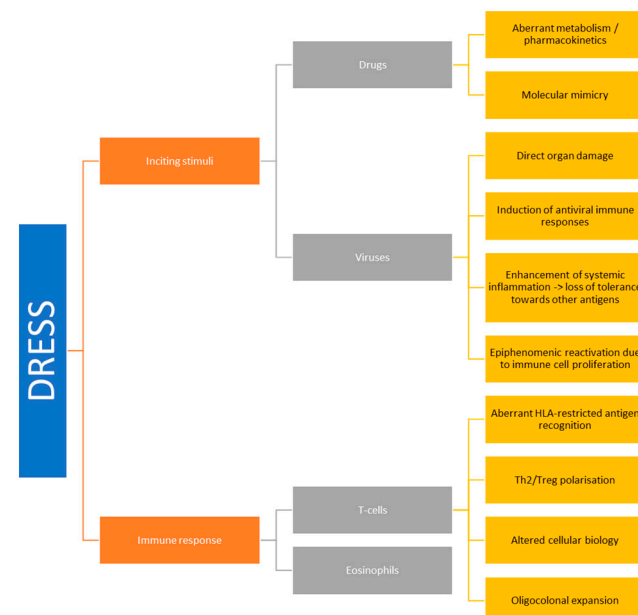 DRESS
Inciting stimuli
Immune response
Drugs
Viruses
T-cells
Eosinophils
Aberrant metabolism /
pharmacokinetics
Molecular mimicry
Direct organ damage
Induction of antiviral immune
responses
Enhancement of systemic
inflammation -> loss of tolerance
towards other antigens
Epiphenomic reactivation due
to immune cell proliferation
Aberrant HLA-restricted antigen
recognition
Th2/Treg polarisation
Altered cellular biology
Oligocolonal expansion